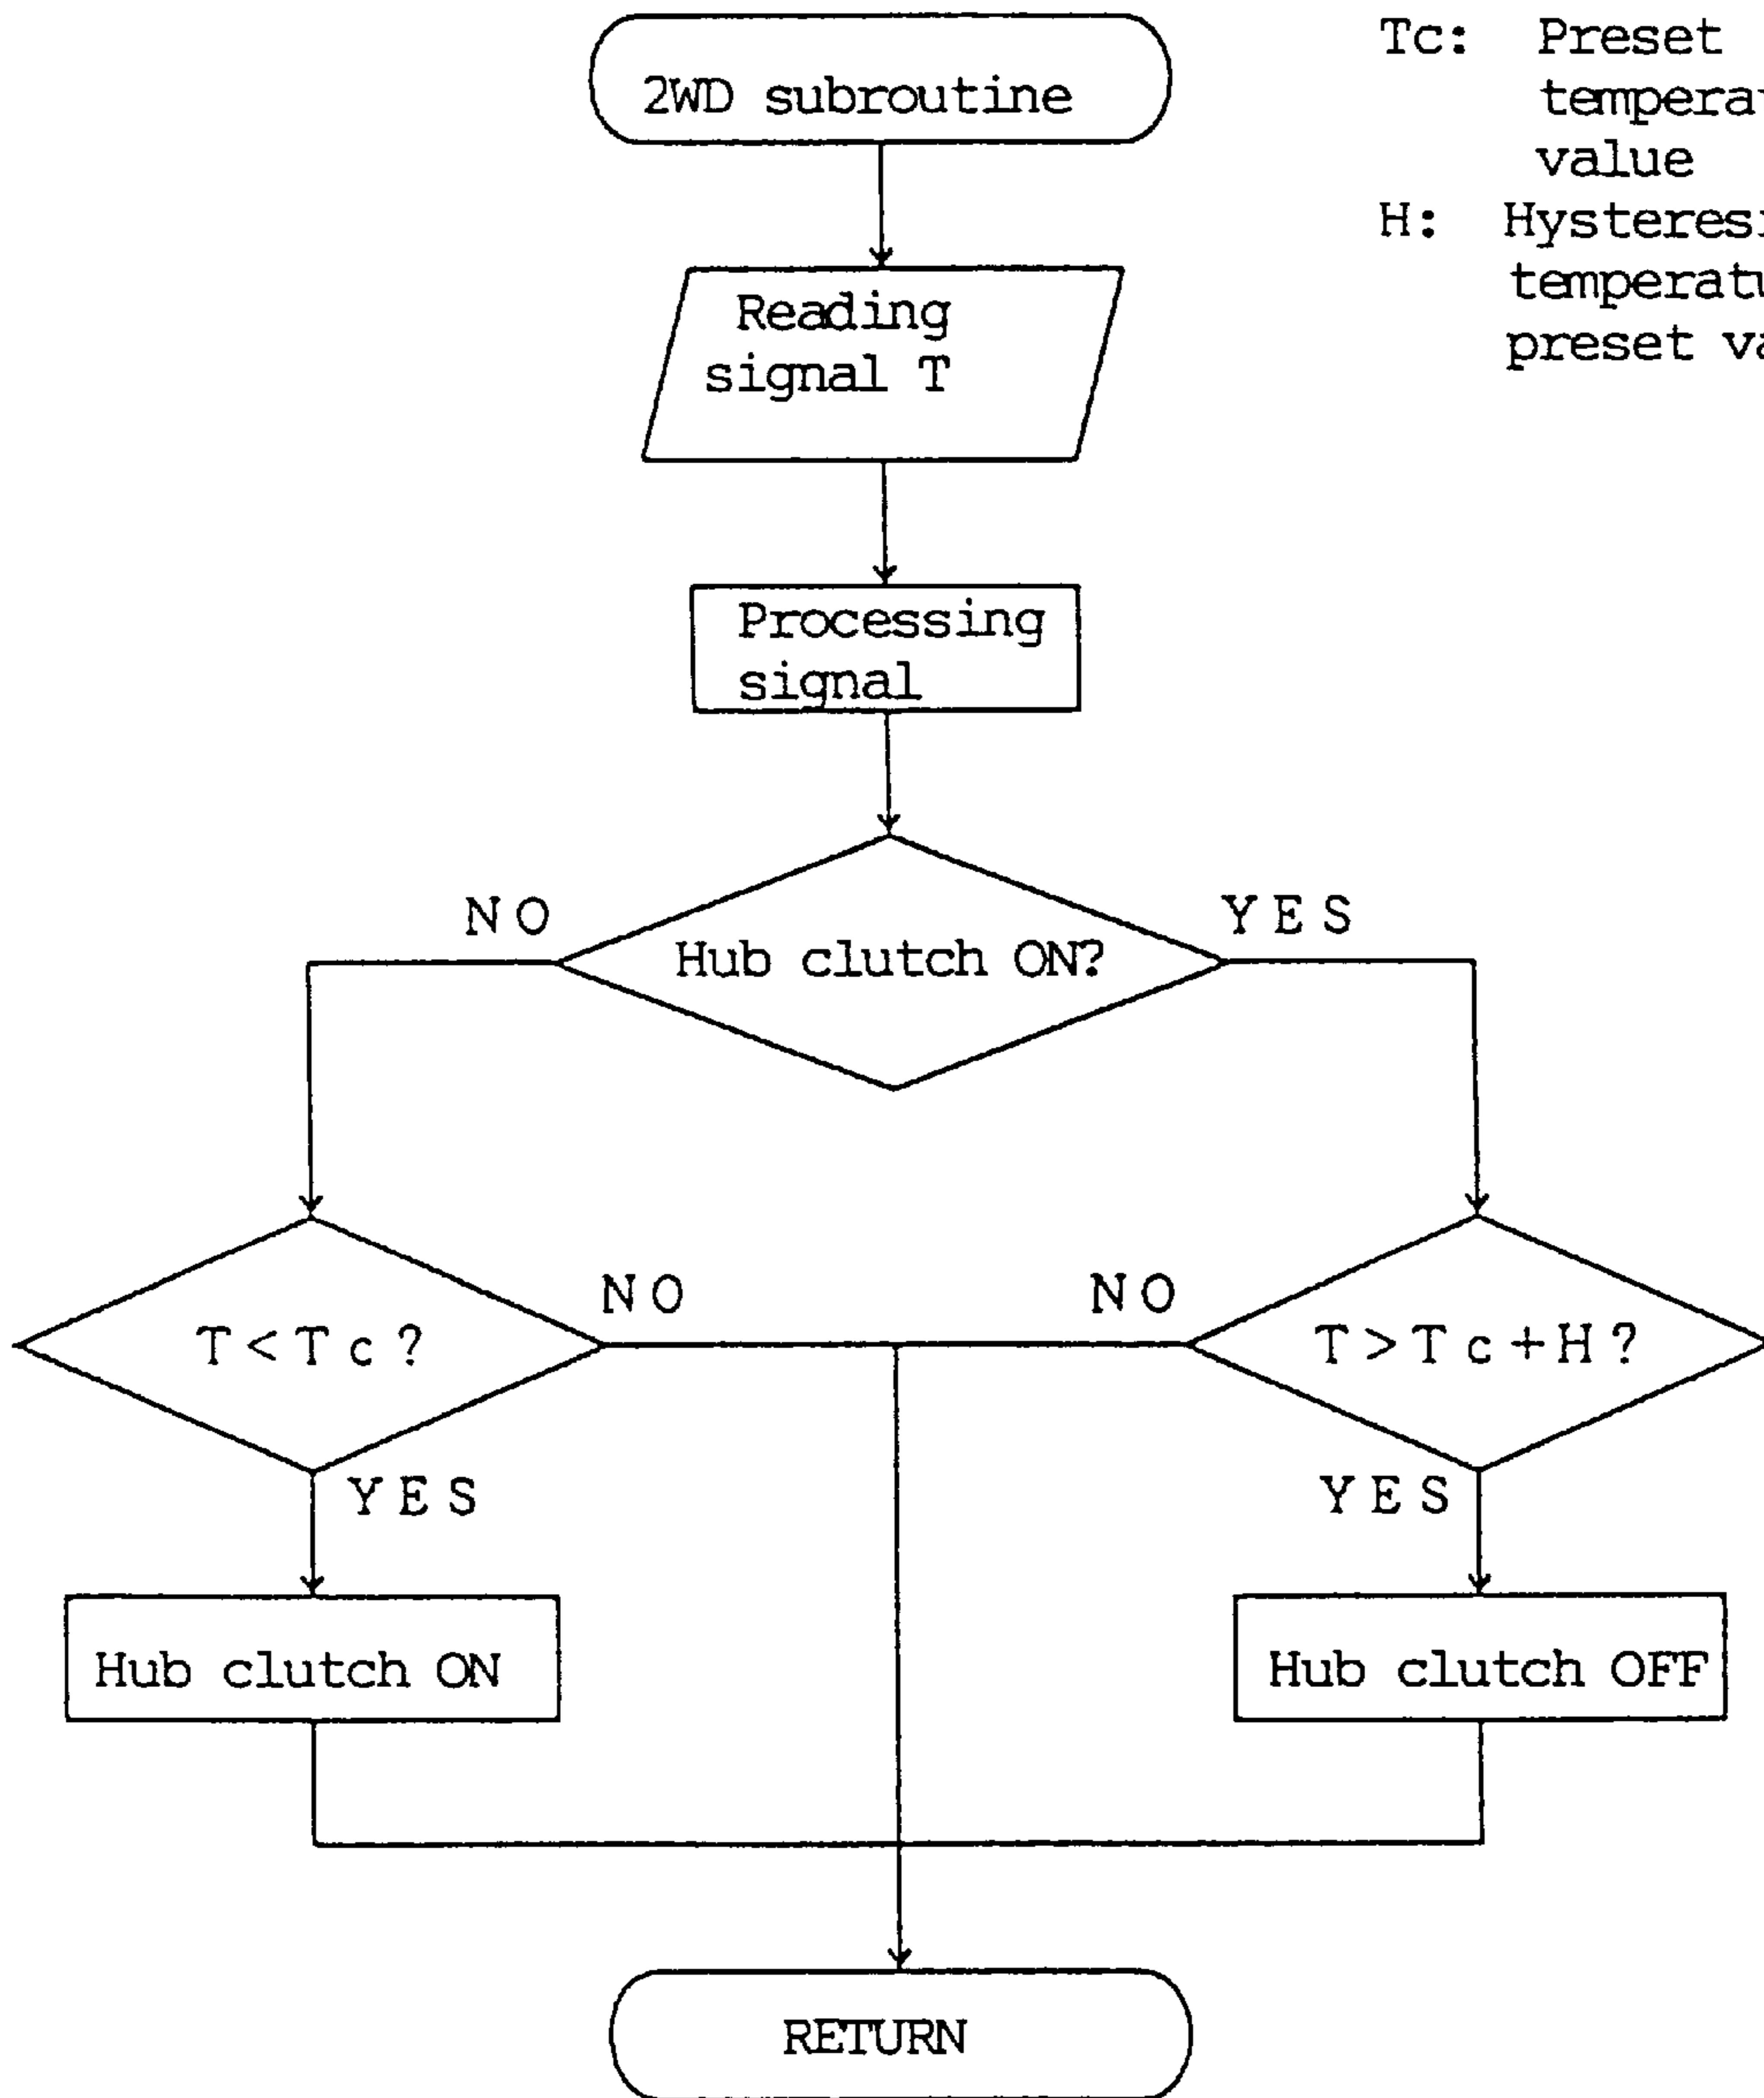 2WD subroutine
Tc: Preset
value
H:
preset
Reading
signal T
Processing
signal
NO
YES
Hub clutch ON?
NO
NO
T<Tc?
T>Tc+H?
YES
YES
Hub clutch ON
Hub clutch OFF
RETURN